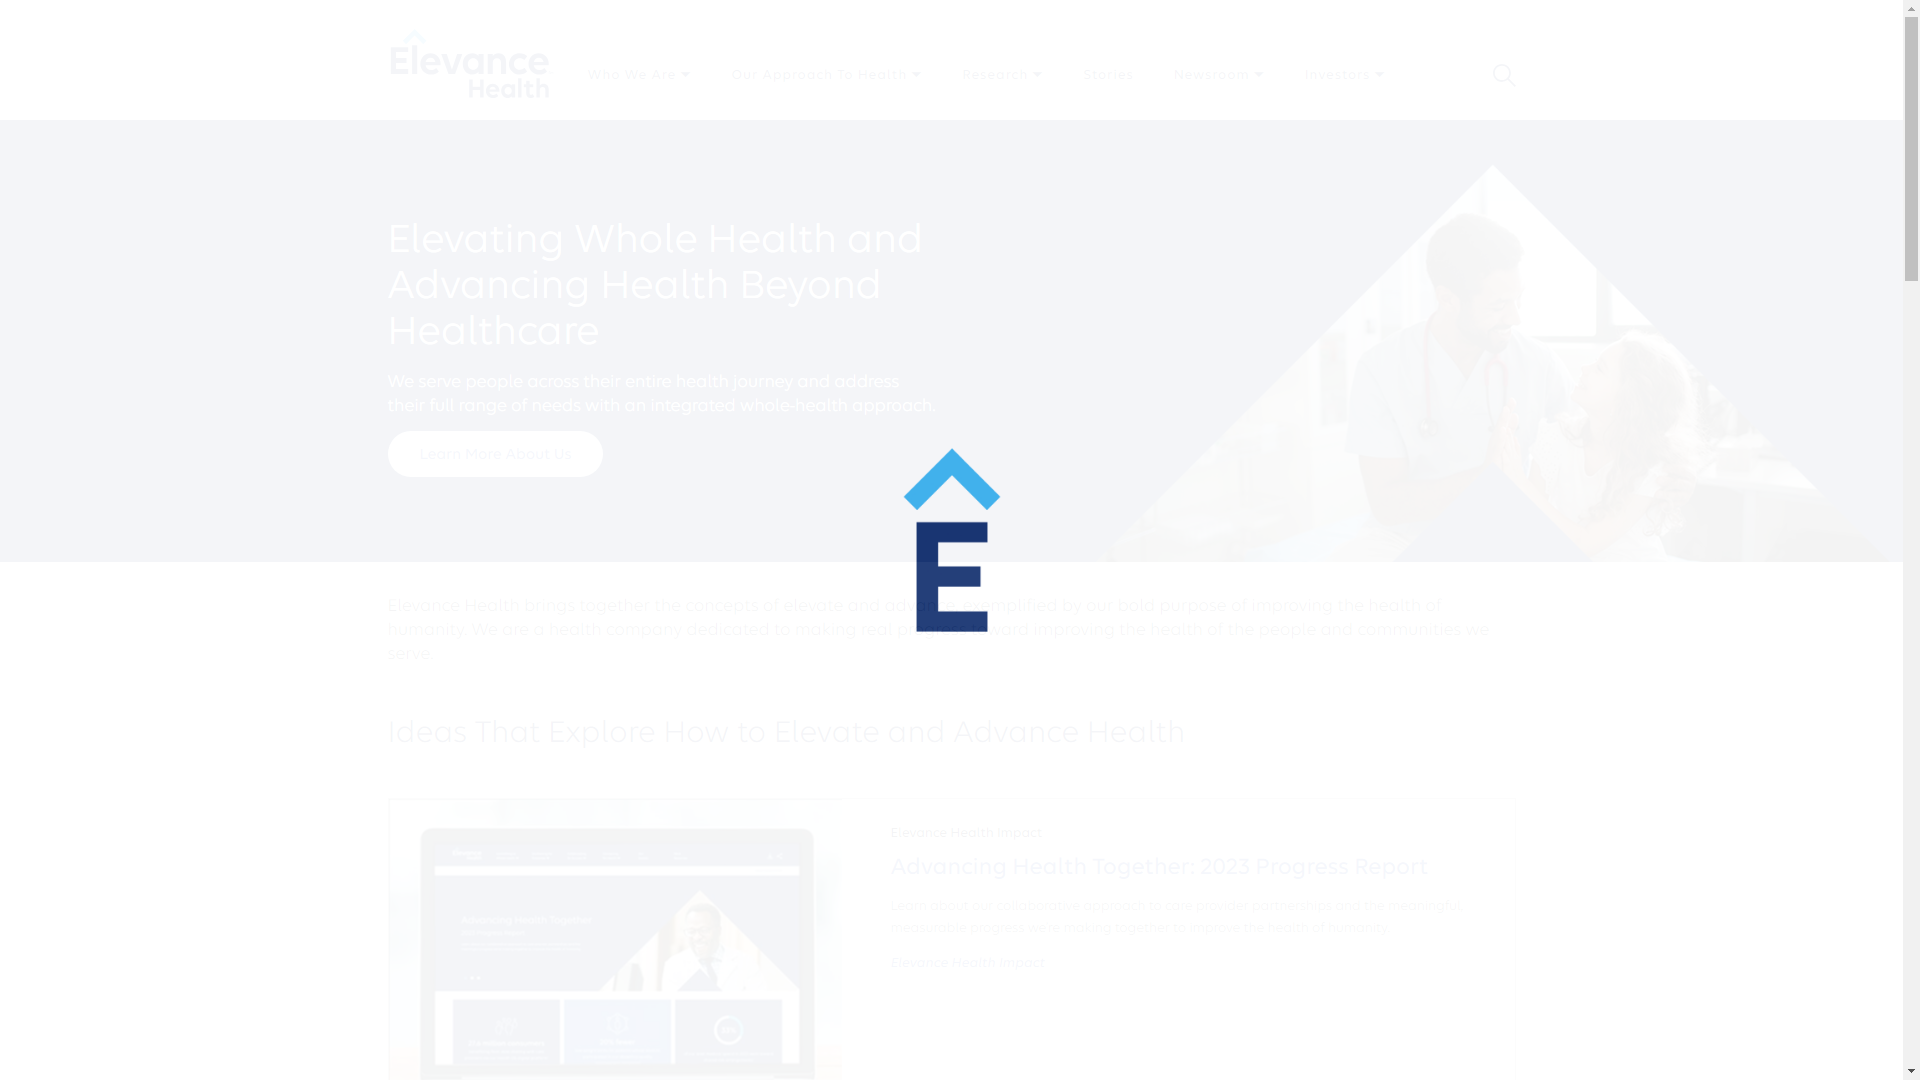 Elevance
Health
Who We Are
Our Approach To Health
Research
Stories
Newsroom
Investors
Elevating Whole Health and
Advancing Health Beyond
Healthcare
We serve people across their entire health journey and address
their full range of needs with an integrated whole-health approach.
Learn More About Us
E
Elevance Health brings together the concepts of elevate and advance, exemplified by our bold purpose of improving the health of
humanity. We are a health company dedicated to making real progress toward improving the health of the people and communities we
serve.
Ideas That Explore How to Elevate and Advance Health
Elevance Health Impact
Advancing Health Together: 2023 Progress Report
Learn about our collaborative approach to care provider partnerships and the meaningful,
measurable progress we're making together to improve the health of humanity.
Elevance Health Impact
Advancing Health Together